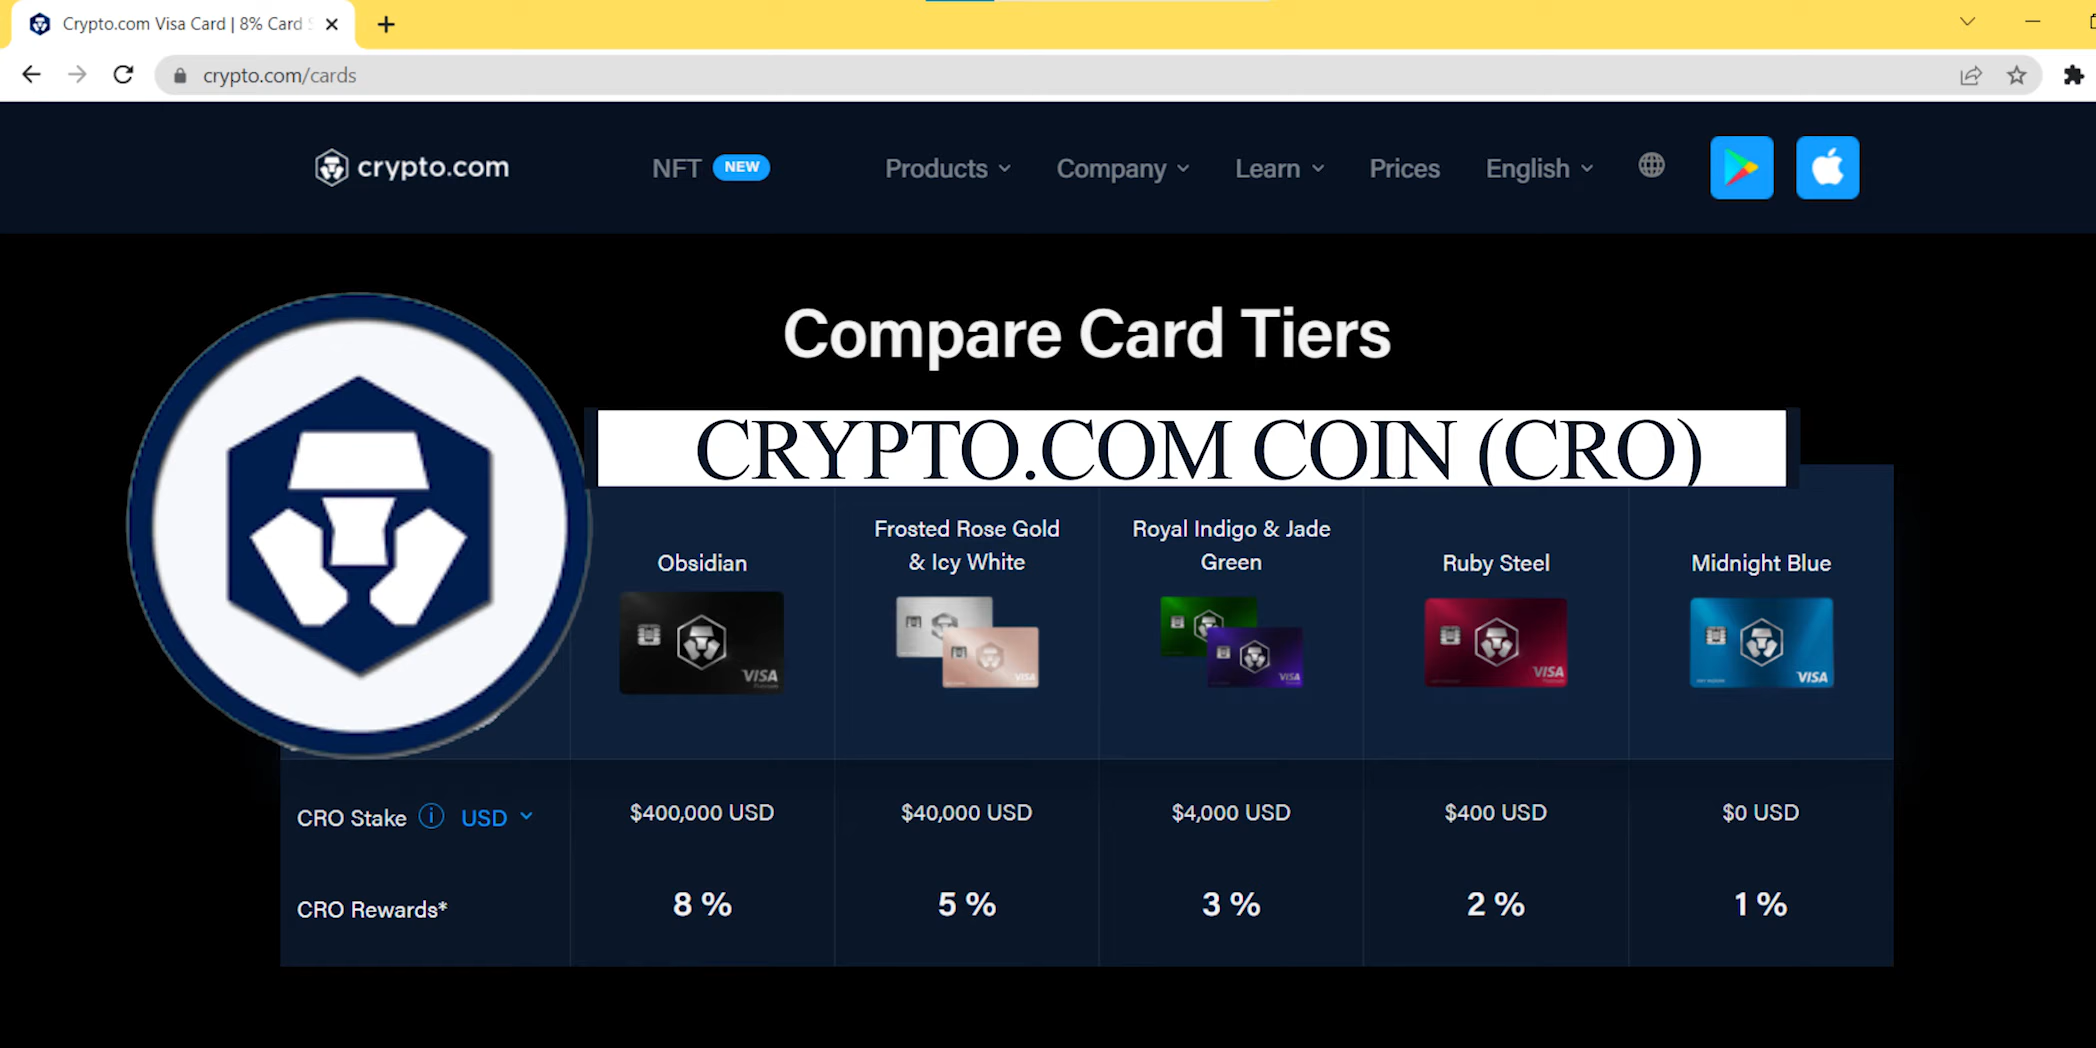 Crypto.com Visa Card | 8% Card
crypto.com/cards
crypto.com NFT NEW Products Company Learn Prices English
Compare Card Tiers
CRYPTO.COM COIN (CRO)
Obsidian
Frosted Rose Gold
& Icy White
Royal Indigo & Jade
Green
Ruby Steel
Midnight Blue
VISA
VISA
VISA
VISA
VISA
CRO Stake USD $400,000 USD $40,000 USD $4,000 USD $400 USD $0 USD
CRO Rewards* 8 % 5 % 3 % 2 % 1 %